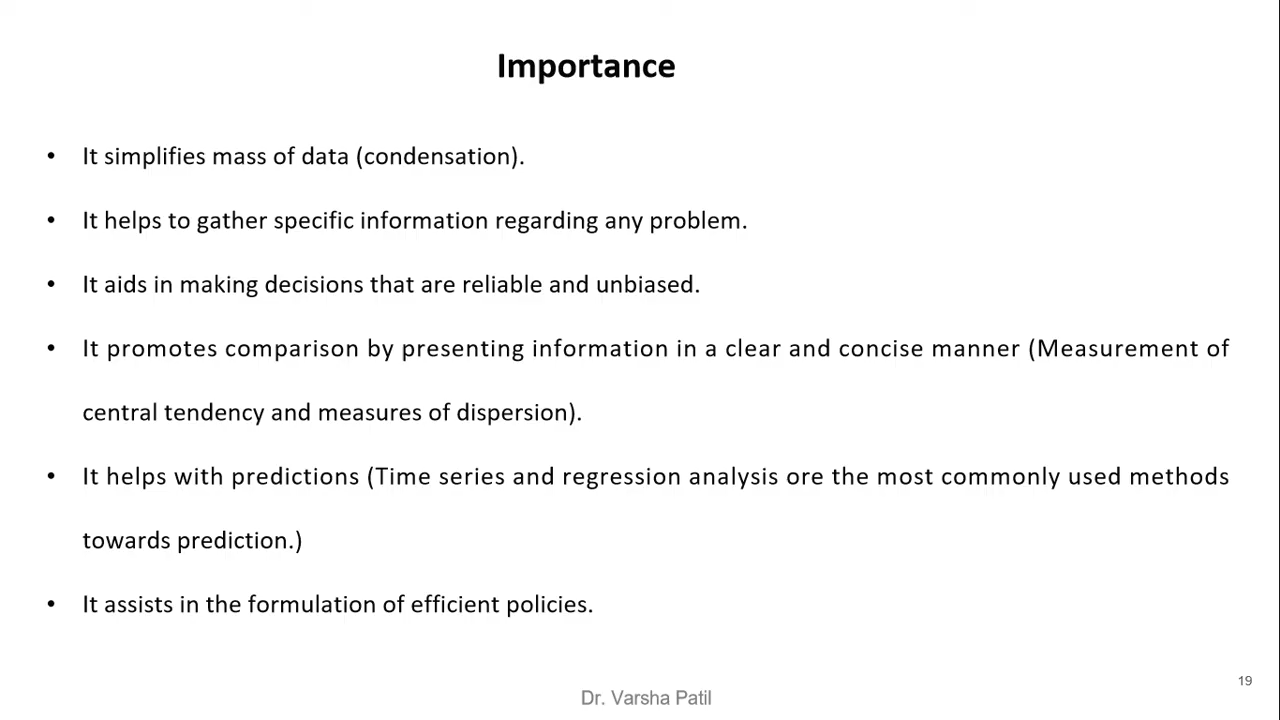 Importance
• It simplifies mass of data (condensation).
• It helps to gather specific information regarding any problem.
• It aids in making decisions that are reliable and unbiased.
• It promotes comparison by presenting information in a clear and concise manner (Measurement of
central tendency and measures of dispersion).
• It helps with predictions (Time series and regression analysis ore the most commonly used methods
towards prediction.)
• It assists in the formulation of efficient policies.
19
Dr. Varsha Patil